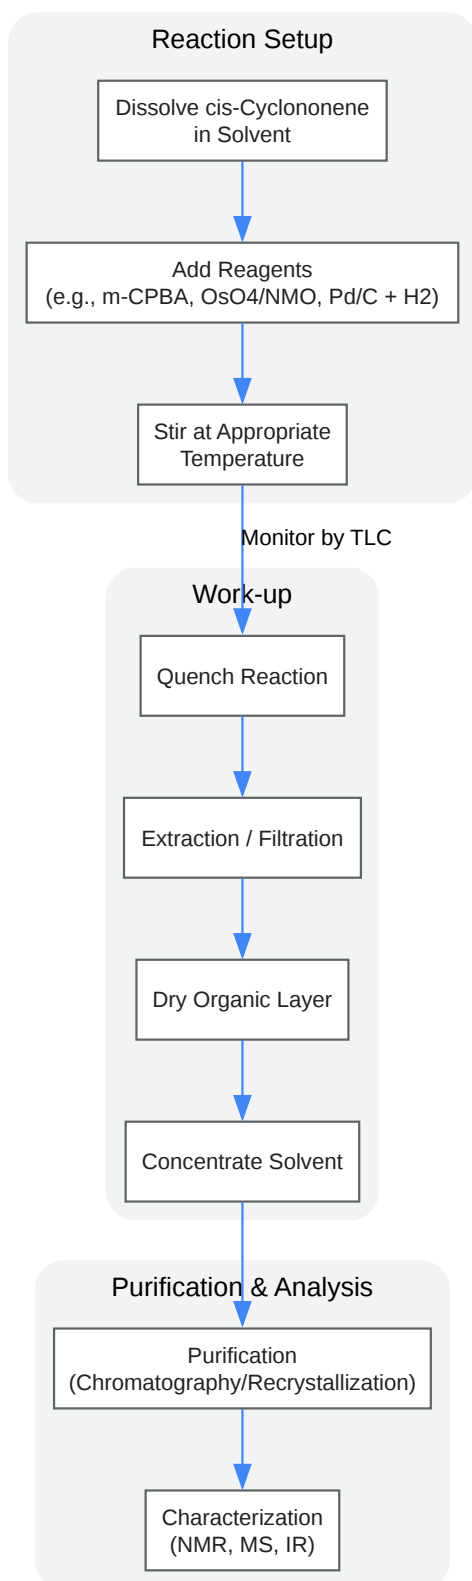 Reaction Setup
Dissolve cis-Cyclononene
in Solvent
Add Reagents
(e.g., m-CPBA, OsO4/NMO, Pd/C + H2)
Stir at Appropriate
Temperature
Monitor by TLC
Work-up
Quench Reaction
Extraction / Filtration
Dry Organic Layer
Concentrate Solvent
Purification & Analysis
Purification
(Chromatography/Recrystallization)
Characterization
(NMR, MS, IR)